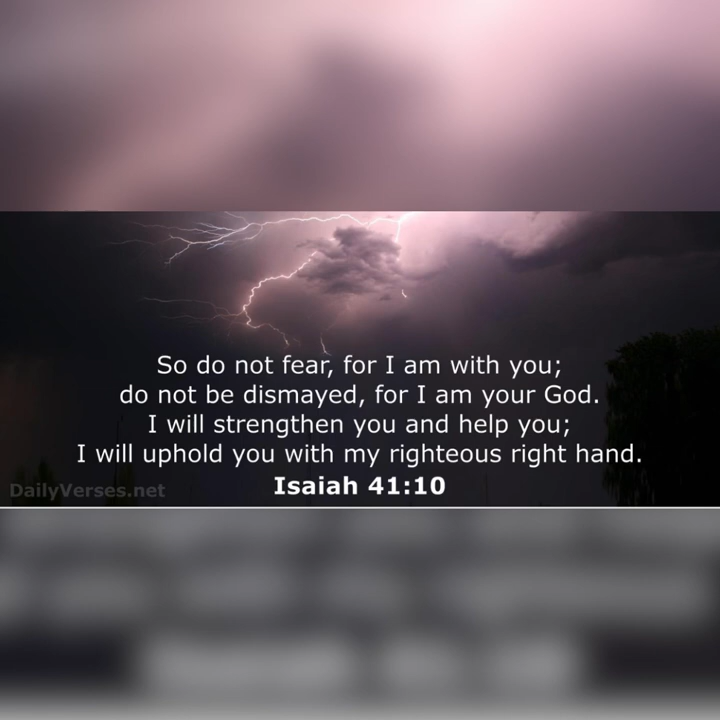 So do not fear, for I am with you;
do not be dismayed, for I am your God.
I will strengthen you and help you;
I will uphold you with my righteous right hand.
Isaiah 41:10
DailyVerses.net